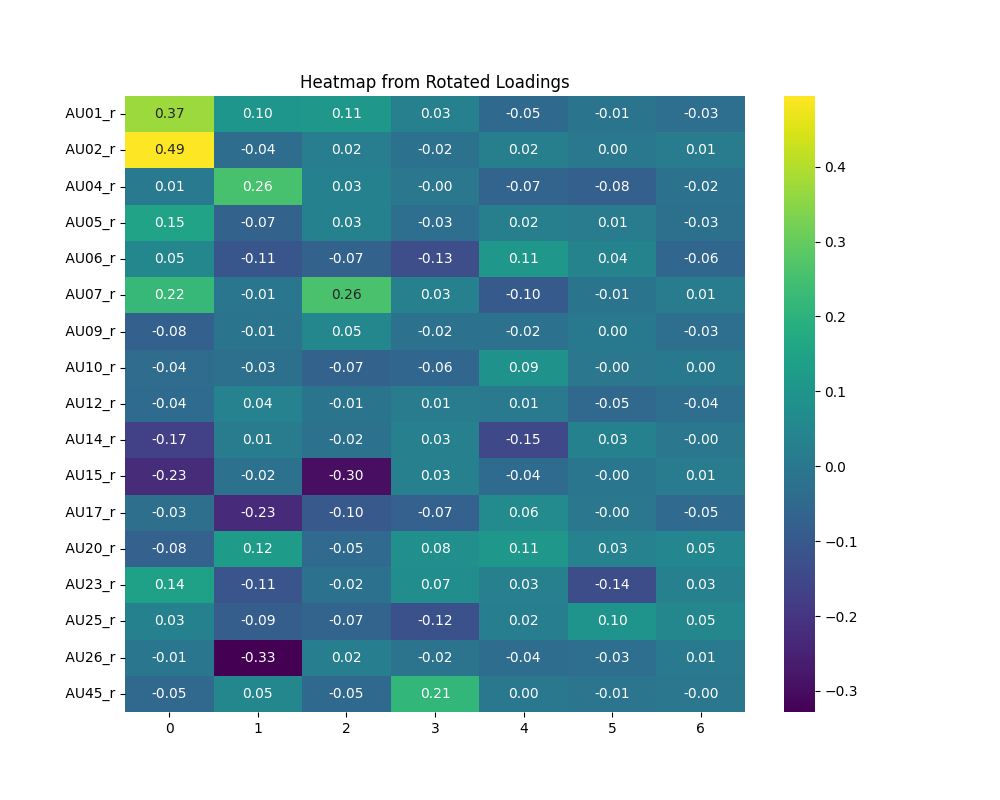 Heatmap from Rotated Loadings
AU01_r 0.37 0.10 0.11 0.03 -0.05 -0.01 -0.03
AU02_r 0.49 -0.04 0.02 -0.02 0.02 0.00 0.01
AU04_r 0.01 0.26 0.03 -0.00 -0.07 -0.08 -0.02
AU05_r 0.15 -0.07 0.03 -0.03 0.02 0.01 -0.03
AU06_r 0.05 -0.11 -0.07 -0.13 0.11 0.04 -0.06
AU07_r 0.22 -0.01 0.26 0.03 -0.10 -0.01 0.01
AU09_r -0.08 -0.01 0.05 -0.02 -0.02 0.00 -0.03
AU10_r -0.04 -0.03 -0.07 -0.06 0.09 -0.00 0.00
AU12_r -0.04 0.04 -0.01 0.01 0.01 -0.05 -0.04
AU14_r -0.17 0.01 -0.02 0.03 -0.15 0.03 -0.00
AU15_r -0.23 -0.02 -0.30 0.03 -0.04 -0.00 0.01
AU17_r -0.03 -0.23 -0.10 -0.07 0.06 -0.00 -0.05
AU20_r -0.08 0.12 -0.05 0.08 0.11 0.03 0.05
AU23_r 0.14 -0.11 -0.02 0.07 0.03 -0.14 0.03
AU25_r 0.03 -0.09 -0.07 -0.12 0.02 0.10 0.05
AU26_r -0.01 -0.33 0.02 -0.02 -0.04 -0.03 0.01
AU45_r -0.05 0.05 -0.05 0.21 0.00 -0.01 -0.00
0 1 2 3 4 5 6
0.4
0.3
0.2
0.1
0.0
−0.1
−0.2
−0.3